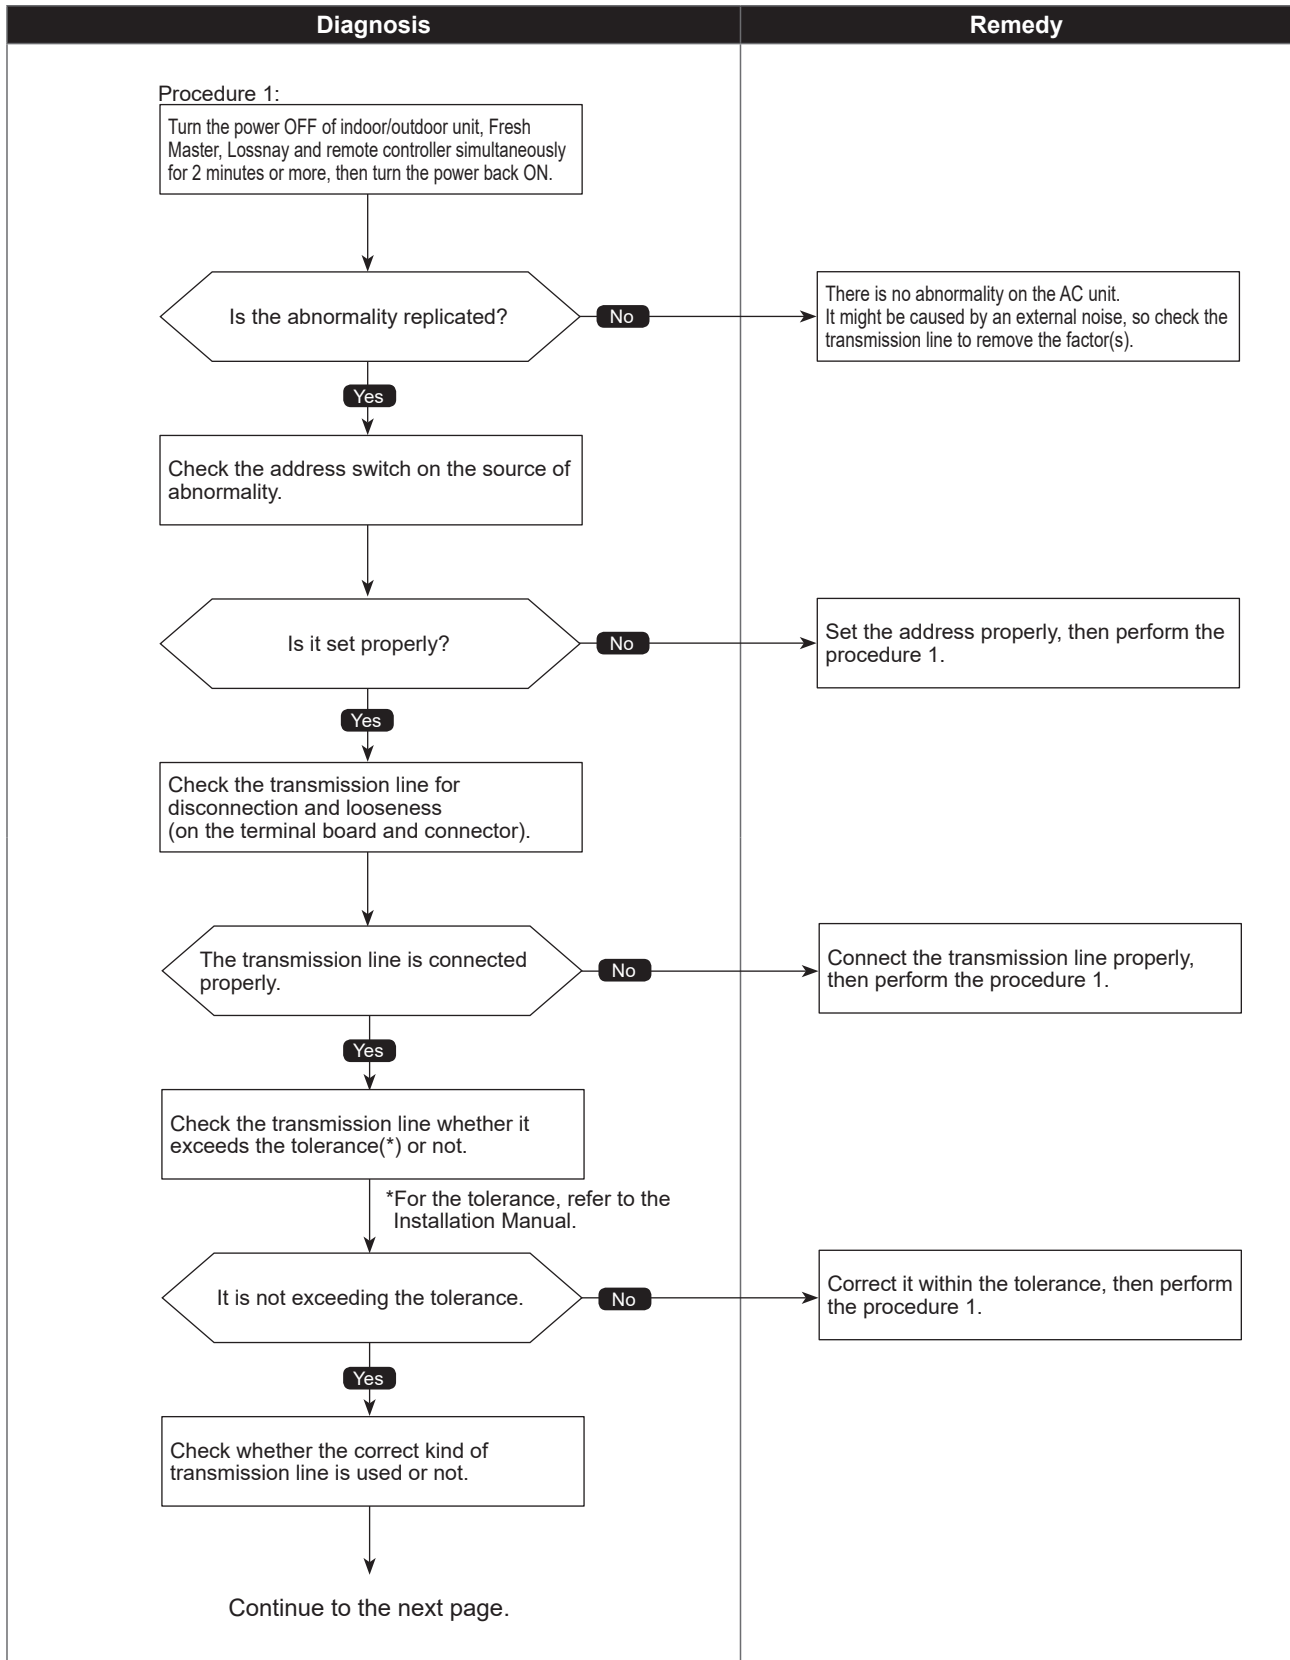 Diagnosis
Remedy
Procedure 1:
Turn the power OFF of indoor/outdoor unit, Fresh
Master, Lossnay and remote controller simultaneously
for 2 minutes or more, then turn the power back ON.
Is the abnormality replicated?
No
There is no abnormality on the AC unit.
It might be caused by an external noise, so check the
transmission line to remove the factor(s).
Yes
Check the address switch on the source of
abnormality.
Is it set properly?
No
Set the address properly, then perform the
procedure 1.
Yes
Check the transmission line for
disconnection and looseness
(on the terminal board and connector).
The transmission line is connected
properly.
No
Connect the transmission line properly,
then perform the procedure 1.
Yes
Check the transmission line whether it
exceeds the tolerance(*) or not.
*For the tolerance, refer to the
Installation Manual.
It is not exceeding the tolerance.
No
Correct it within the tolerance, then perform
the procedure 1.
Yes
Check whether the correct kind of
transmission line is used or not.
Continue to the next page.